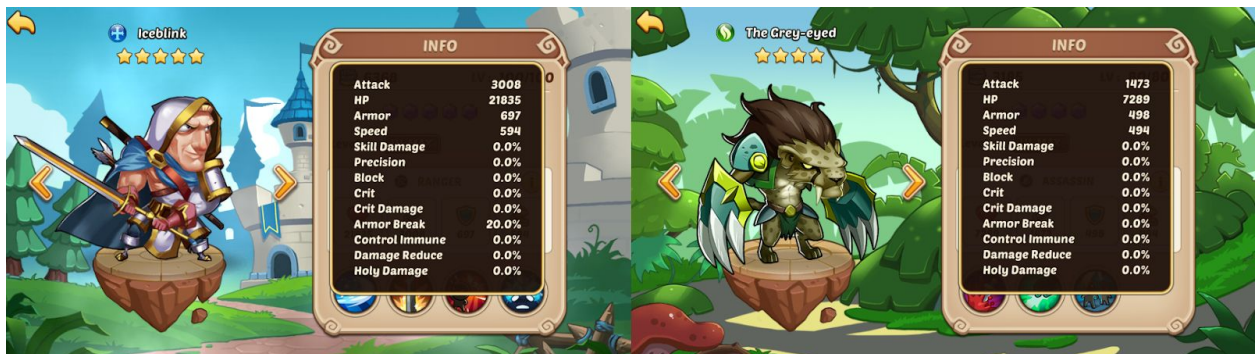 Iceblink
INFO
Attack 3008
HP 21835
Armor 697
Speed 594
Skill Damage 0.0%
Precision 0.0%
Block 0.0%
Crit 0.0%
Crit Damage 0.0%
Armor Break 20.0%
Control Immune 0.0%
Damage Reduce 0.0%
Holy Damage 0.0%
The Grey-eyed
INFO
Attack 1473
HP 7289
Armor 498
Speed 494
Skill Damage 0.0%
Precision 0.0%
Block 0.0%
Crit 0.0%
Crit Damage 0.0%
Armor Break 0.0%
Control Immune 0.0%
Damage Reduce 0.0%
Holy Damage 0.0%